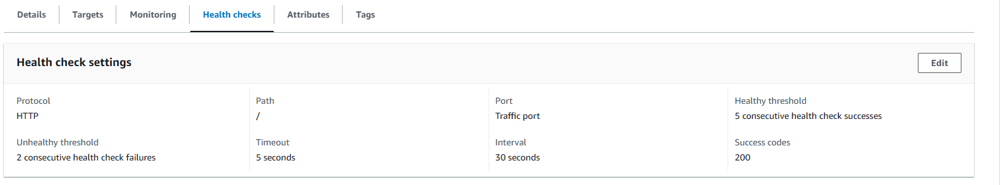 Details
Targets
Monitoring
Health checks
Attributes
Tags
Health check settings
Edit
Protocol
HTTP
Path
/
Port
Traffic port
Healthy threshold
5 consecutive health check successes
Unhealthy threshold
2 consecutive health check failures
Timeout
5 seconds
Interval
30 seconds
Success codes
200